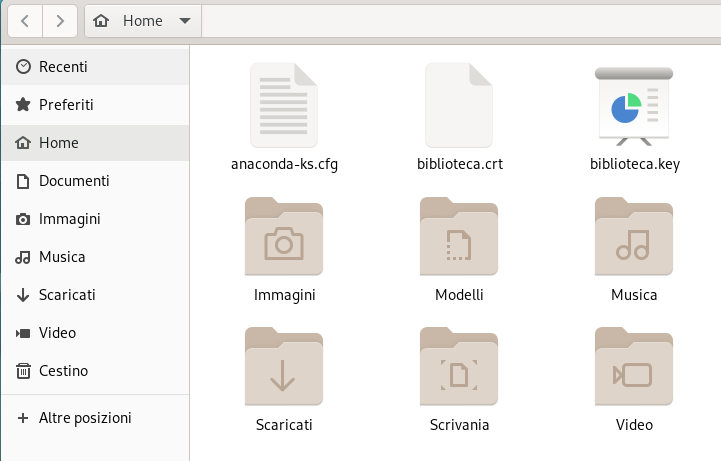 Home
Recenti
Preferiti
Home
Documenti
Immagini
Musica
Scaricati
Video
Cestino
Altre posizioni
anaconda-ks.cfg
biblioteca.crt
biblioteca.key
Immagini
Modelli
Musica
Scaricati
Scrivania
Video